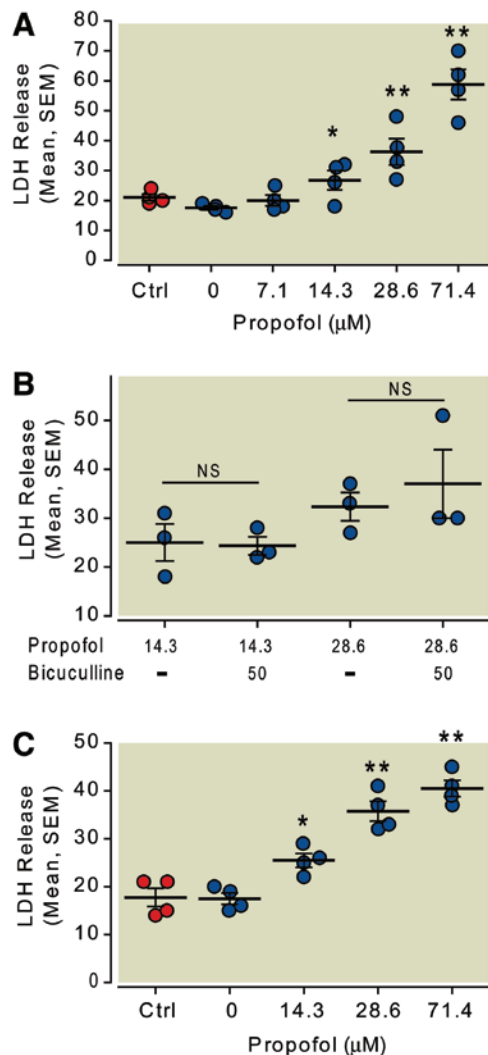 A
LDH Release
(Mean, SEM)
80
70
60
50
40
30
20
10
0
*
**
**
Ctrl 0 7.1 14.3 28.6 71.4
Propofol (μM)
B
LDH Release
(Mean, SEM)
50
40
30
20
10
NS
NS
Propofol 14.3 14.3 28.6 28.6
Bicuculline - 50 - 50
C
LDH Release
(Mean, SEM)
50
40
30
20
10
0
*
**
**
Ctrl 0 14.3 28.6 71.4
Propofol (μM)